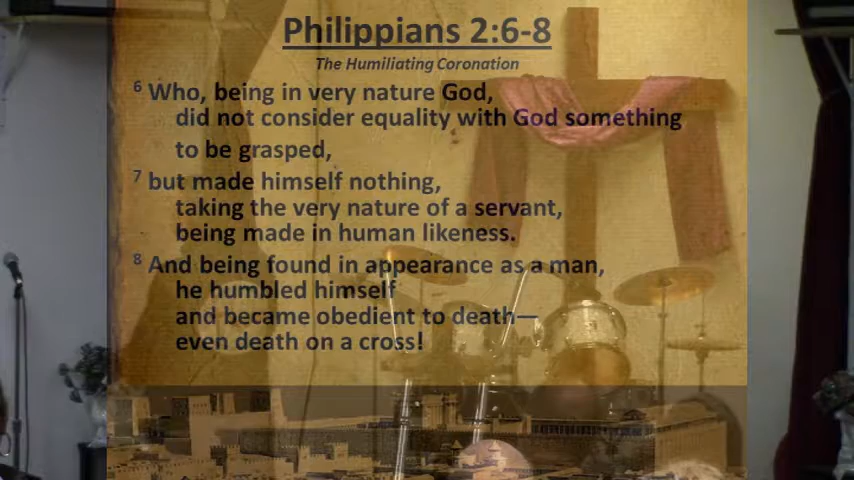 Philippians 2:6-8
The Humiliating Coronation
6 Who, being in very nature God,
did not consider equality with God something
to be grasped,
7 but made himself nothing,
taking the very nature of a servant,
being made in human likeness.
8 And being found in appearance as a man,
he humbled himself
and became obedient to death—
even death on a cross!